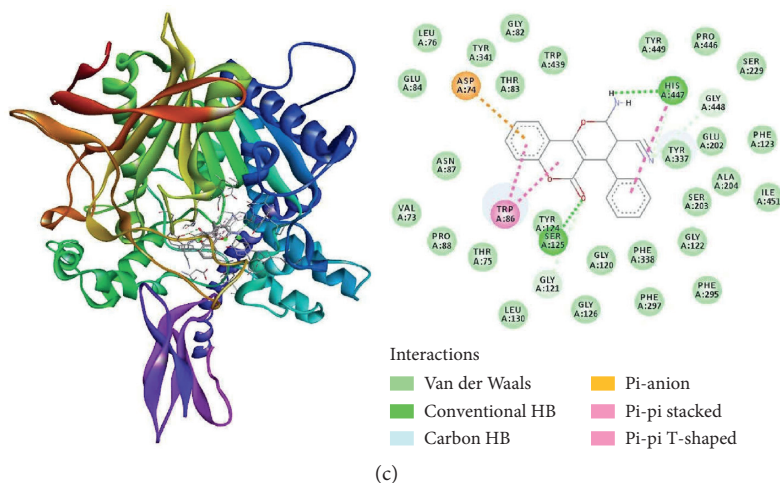 LEU
A:76
GLY
A:82
TYR
A:341
TRP
A:439
TYR
A:449
PRO
A:446
SER
A:229
GLU
A:84
ASP
A:74
THR
A:83
H
N-H
HIS
A:447
GLY
A:448
O
N
TYR
A:337
GLU
A:202
PHE
A:123
ASN
A:87
ALA
A:204
ILE
A:451
SER
A:203
VAL
A:73
TRP
A:86
O
O
TYR
A:124
SER
A:125
PRO
A:88
THR
A:75
GLY
A:120
PHE
A:338
GLY
A:122
GLY
A:121
LEU
A:130
GLY
A:126
PHE
A:297
PHE
A:295
Interactions
Van der Waals
Conventional HB
Carbon HB
Pi-anion
Pi-pi stacked
Pi-pi T-shaped
(c)